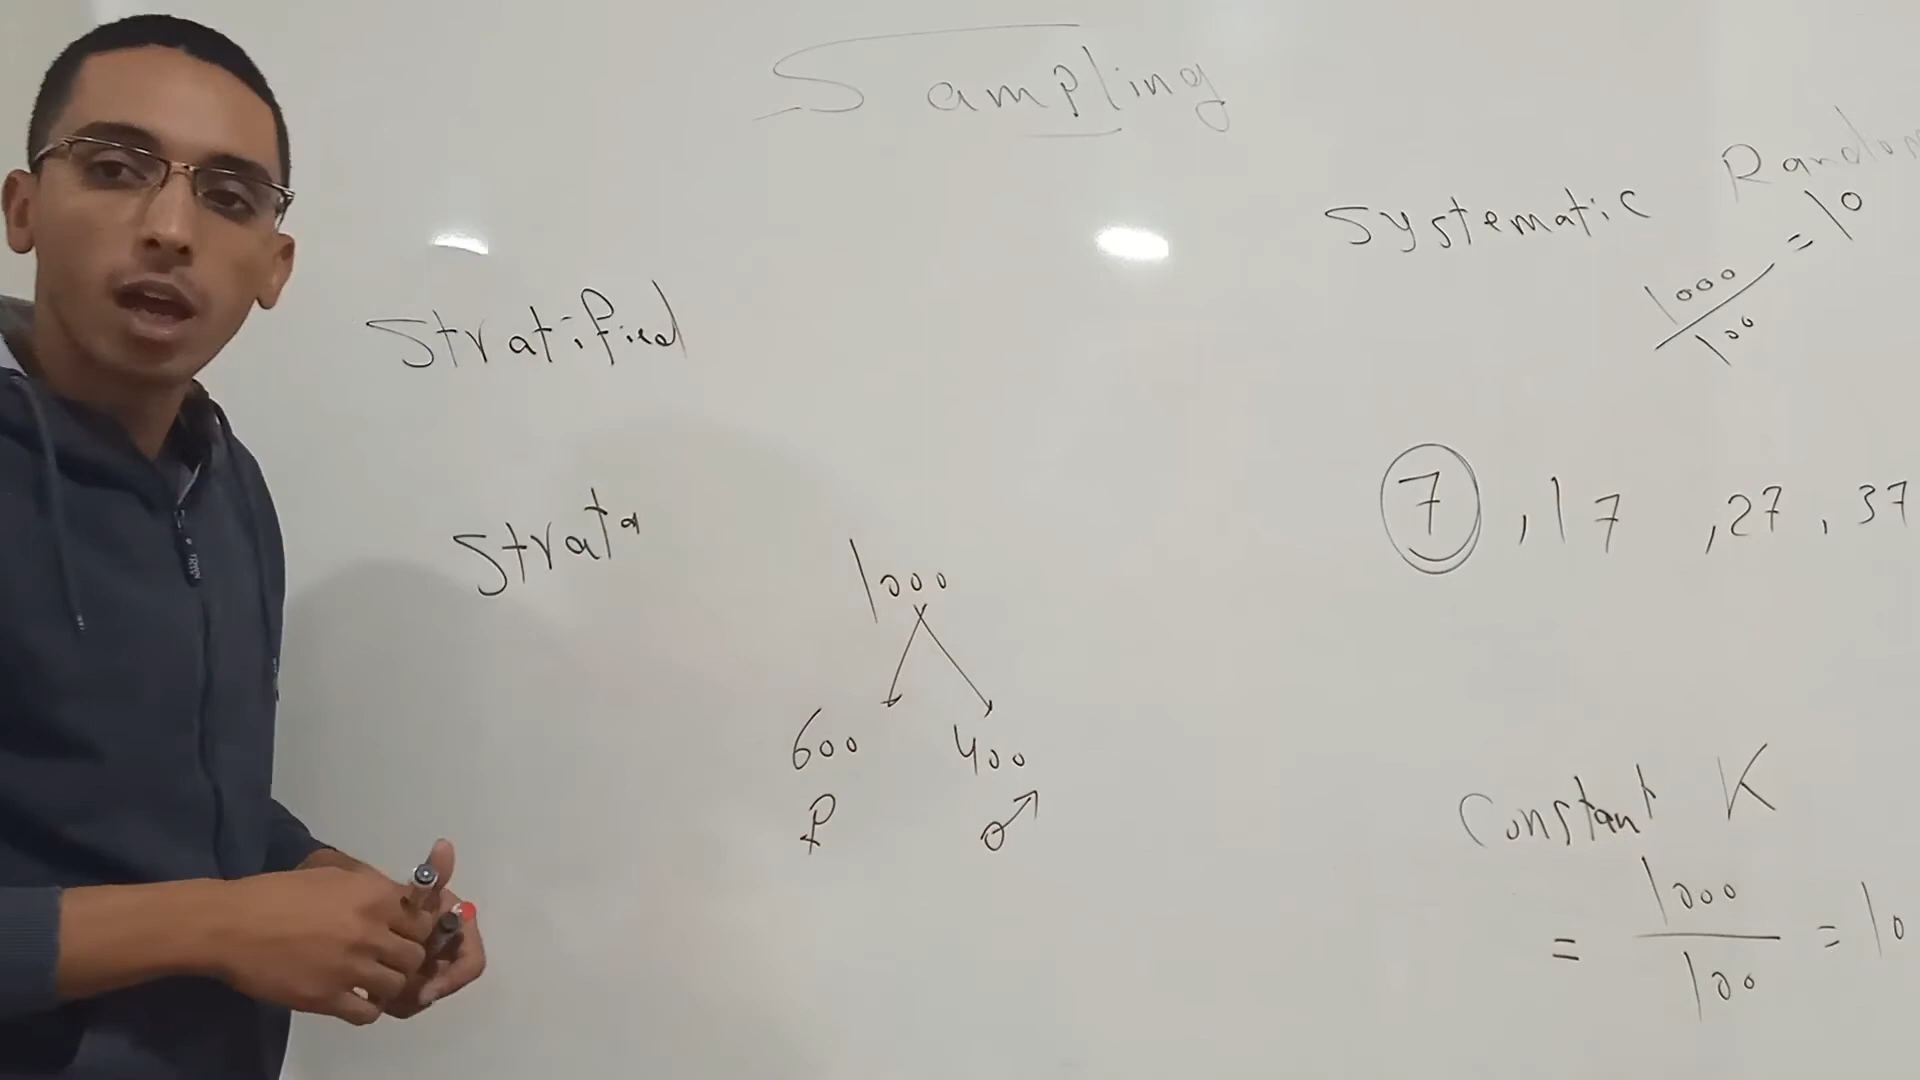 Sampling
Systematic Random
1000/100 = 10
Stratified
Strata
7, 17, 27, 37
1000
600 400
♀ ♂
Constant K
= 1000/100 = 10